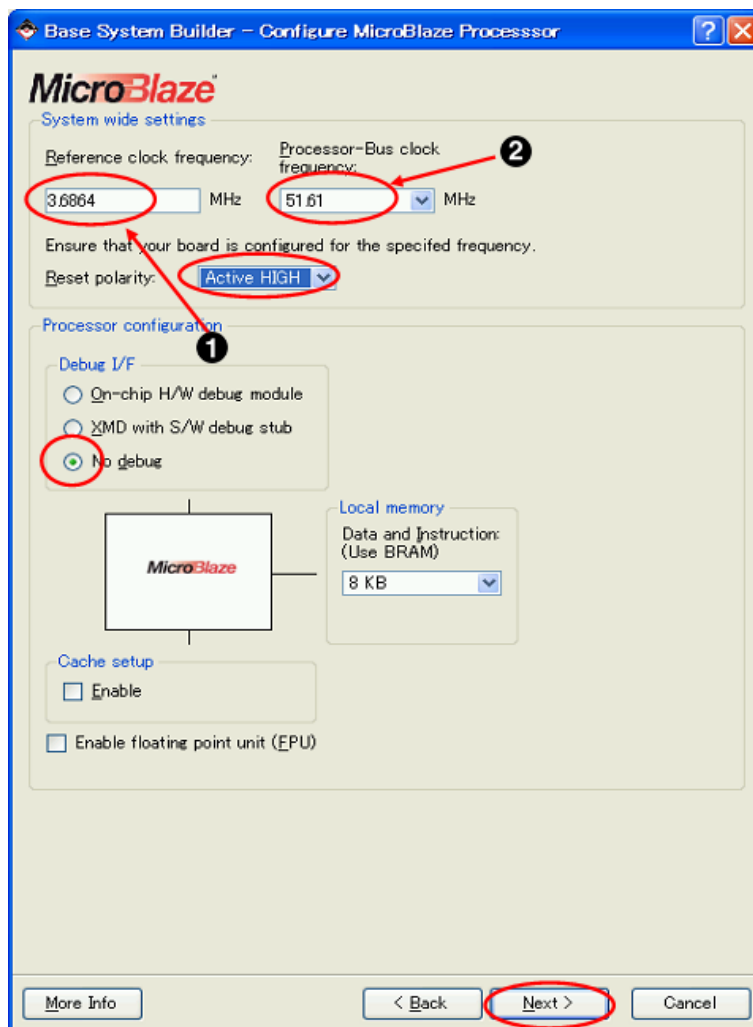 Base System Builder - Configure MicroBlaze Processsor
MicroBlaze
System wide settings
Reference clock frequency:
Processor-Bus clock
frequency:
3.6864 MHz
51.61 MHz
2
Ensure that your board is configured for the specifed frequency.
Reset polarity: Active HIGH
Processor configuration
1
Debug I/F
On-chip H/W debug module
XMD with S/W debug stub
No debug
MicroBlaze
Local memory
Data and Instruction:
(Use BRAM)
8 KB
Cache setup
Enable
Enable floating point unit (FPU)
More Info
< Back
Next >
Cancel